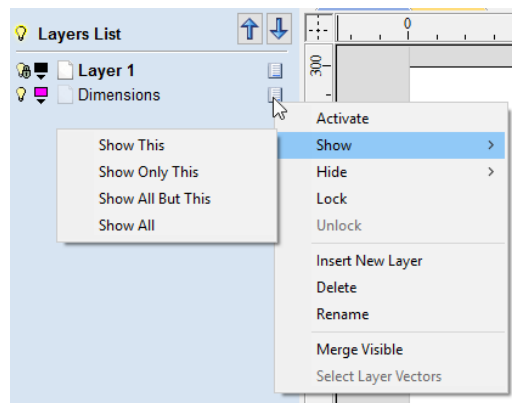 Layers List
0
300
Layer 1
Dimensions
Activate
Show
Hide
Lock
Unlock
Insert New Layer
Delete
Rename
Merge Visible
Select Layer Vectors
Show This
Show Only This
Show All But This
Show All